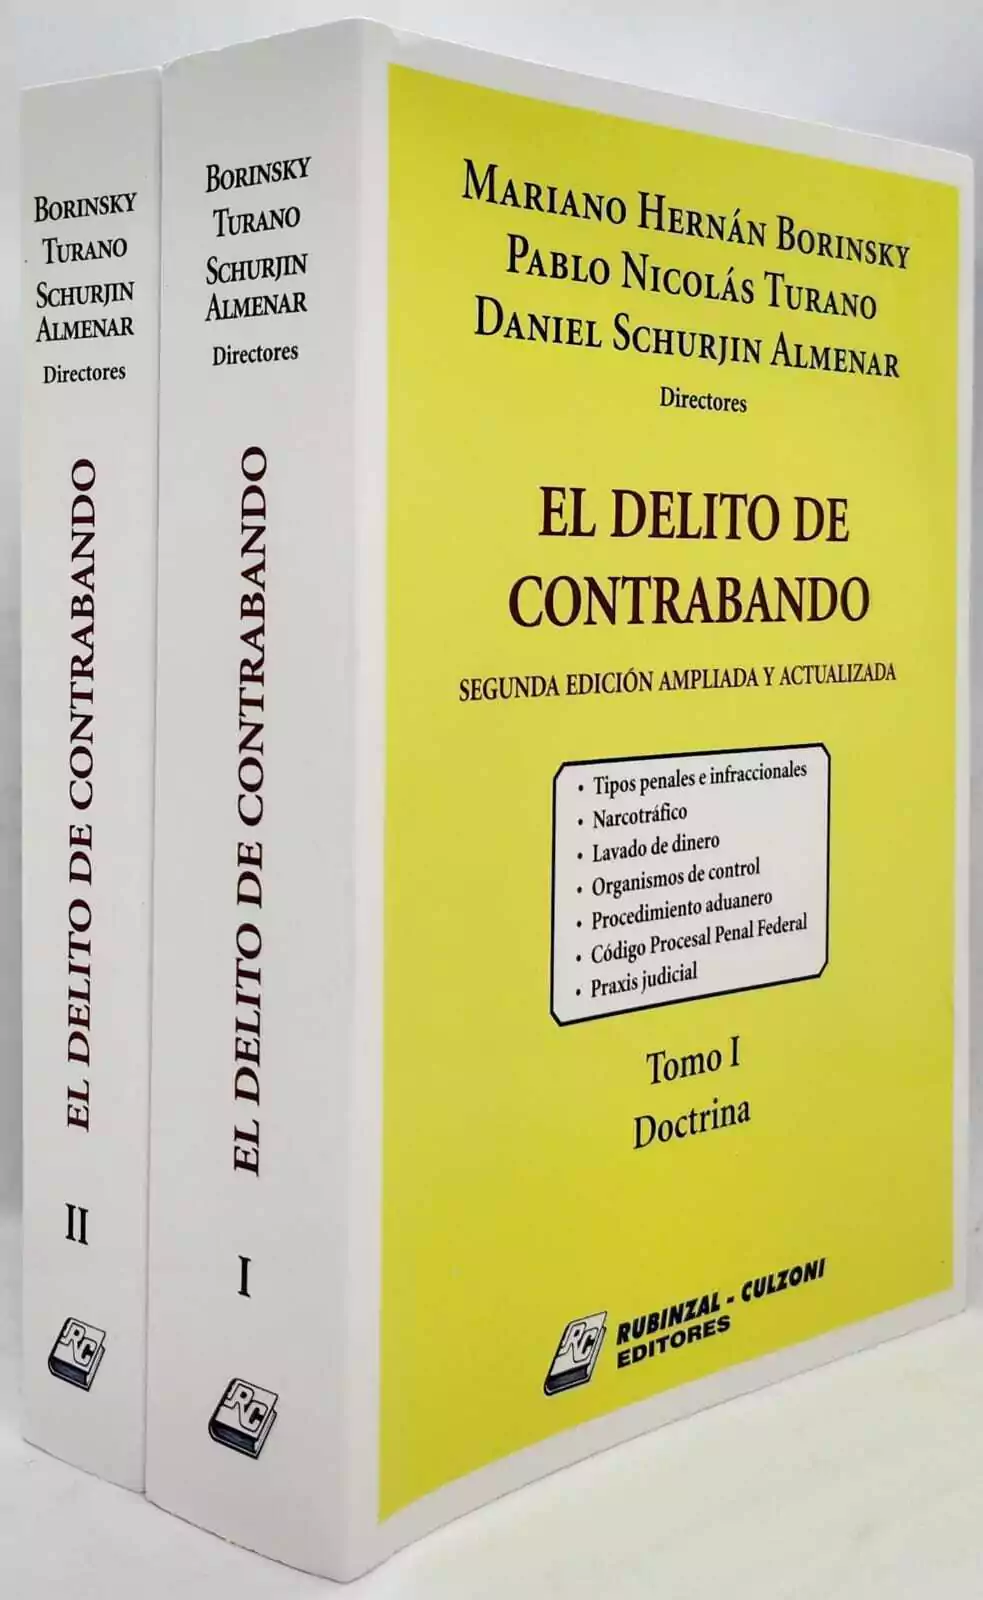 BORINSKY
TURANO
SCHURJIN
ALMENAR
Directores
EL DELITO DE CONTRABANDO
II
RC
BORINSKY
TURANO
SCHURJIN
ALMENAR
Directores
EL DELITO DE CONTRABANDO
I
RC
MARIANO HERNÁN BORINSKY
PABLO NICOLÁS TURANO
DANIEL SCHURJIN ALMENAR
Directores
EL DELITO DE
CONTRABANDO
SEGUNDA EDICIÓN AMPLIADA Y ACTUALIZADA
• Tipos penales e infraccionales
• Narcotráfico
• Lavado de dinero
• Organismos de control
• Procedimiento aduanero
• Código Procesal Penal Federal
• Praxis judicial
Tomo I
Doctrina
RC
RUBINZAL - CULZONI
EDITORES